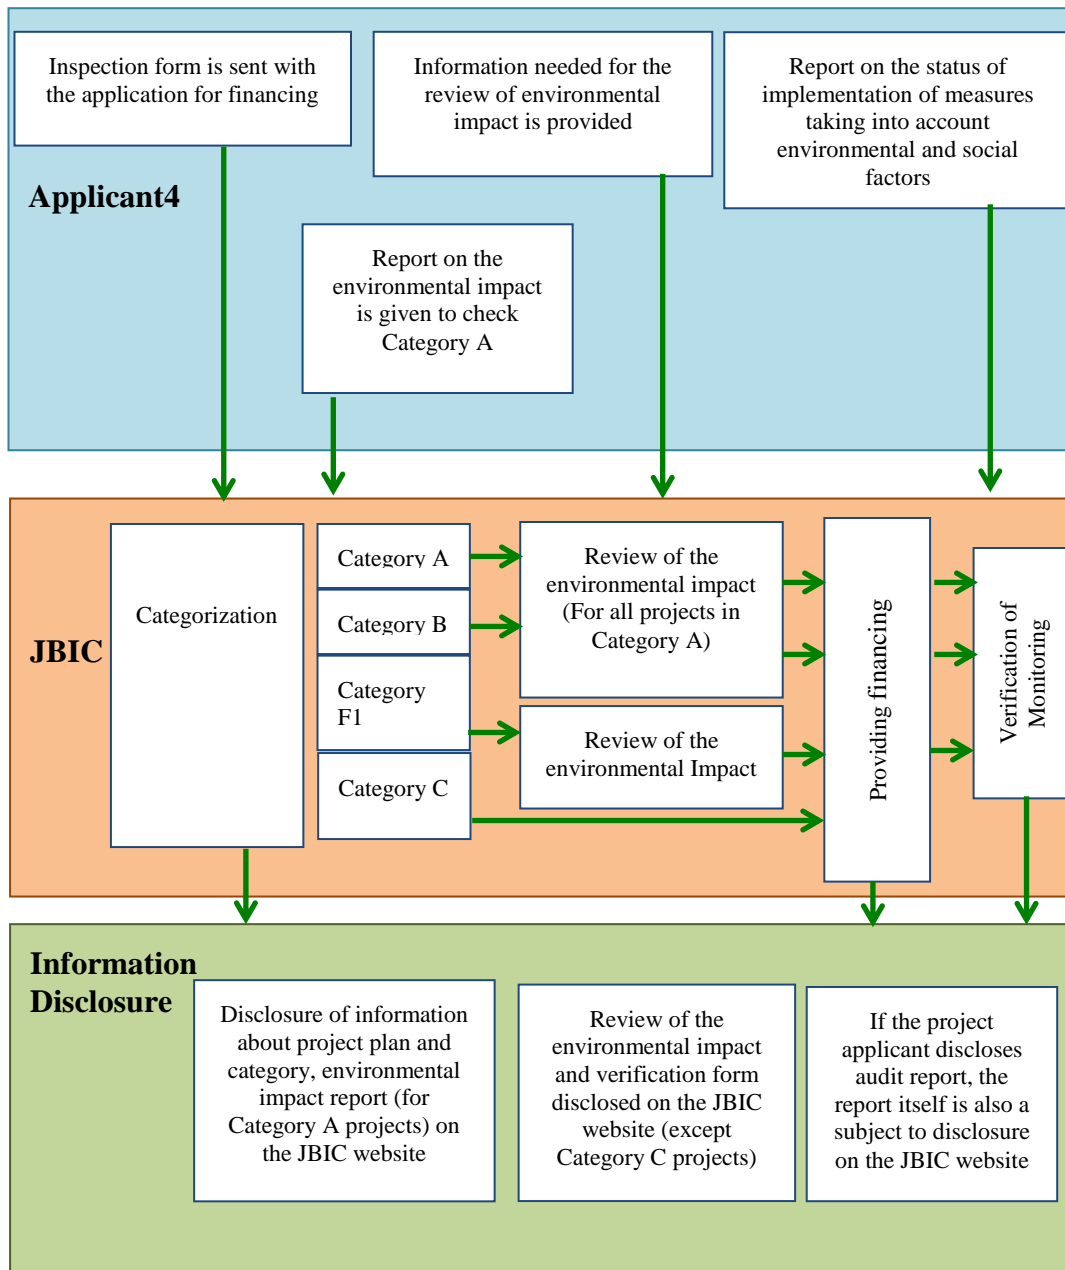 Inspection form is sent with
the application for financing
Information needed for the
review of environmental
impact is provided
Report on the status of
implementation of measures
taking into account
environmental and social
factors
Applicant4
Report on the
environmental impact
is given to check
Category A
JBIC
Categorization
Category A
Category B
Category
F1
Category C
Review of the
environmental impact
(For all projects in
Category A)
Review of the
environmental Impact
Providing financing
Verification of
Monitoring
Information
Disclosure
Disclosure of information
about project plan and
category, environmental
impact report (for
Category A projects) on
the JBIC website
Review of the
environmental impact
and verification form
disclosed on the JBIC
website (except
Category C projects)
If the project
applicant discloses
audit report, the
report itself is also a
subject to disclosure
on the JBIC website